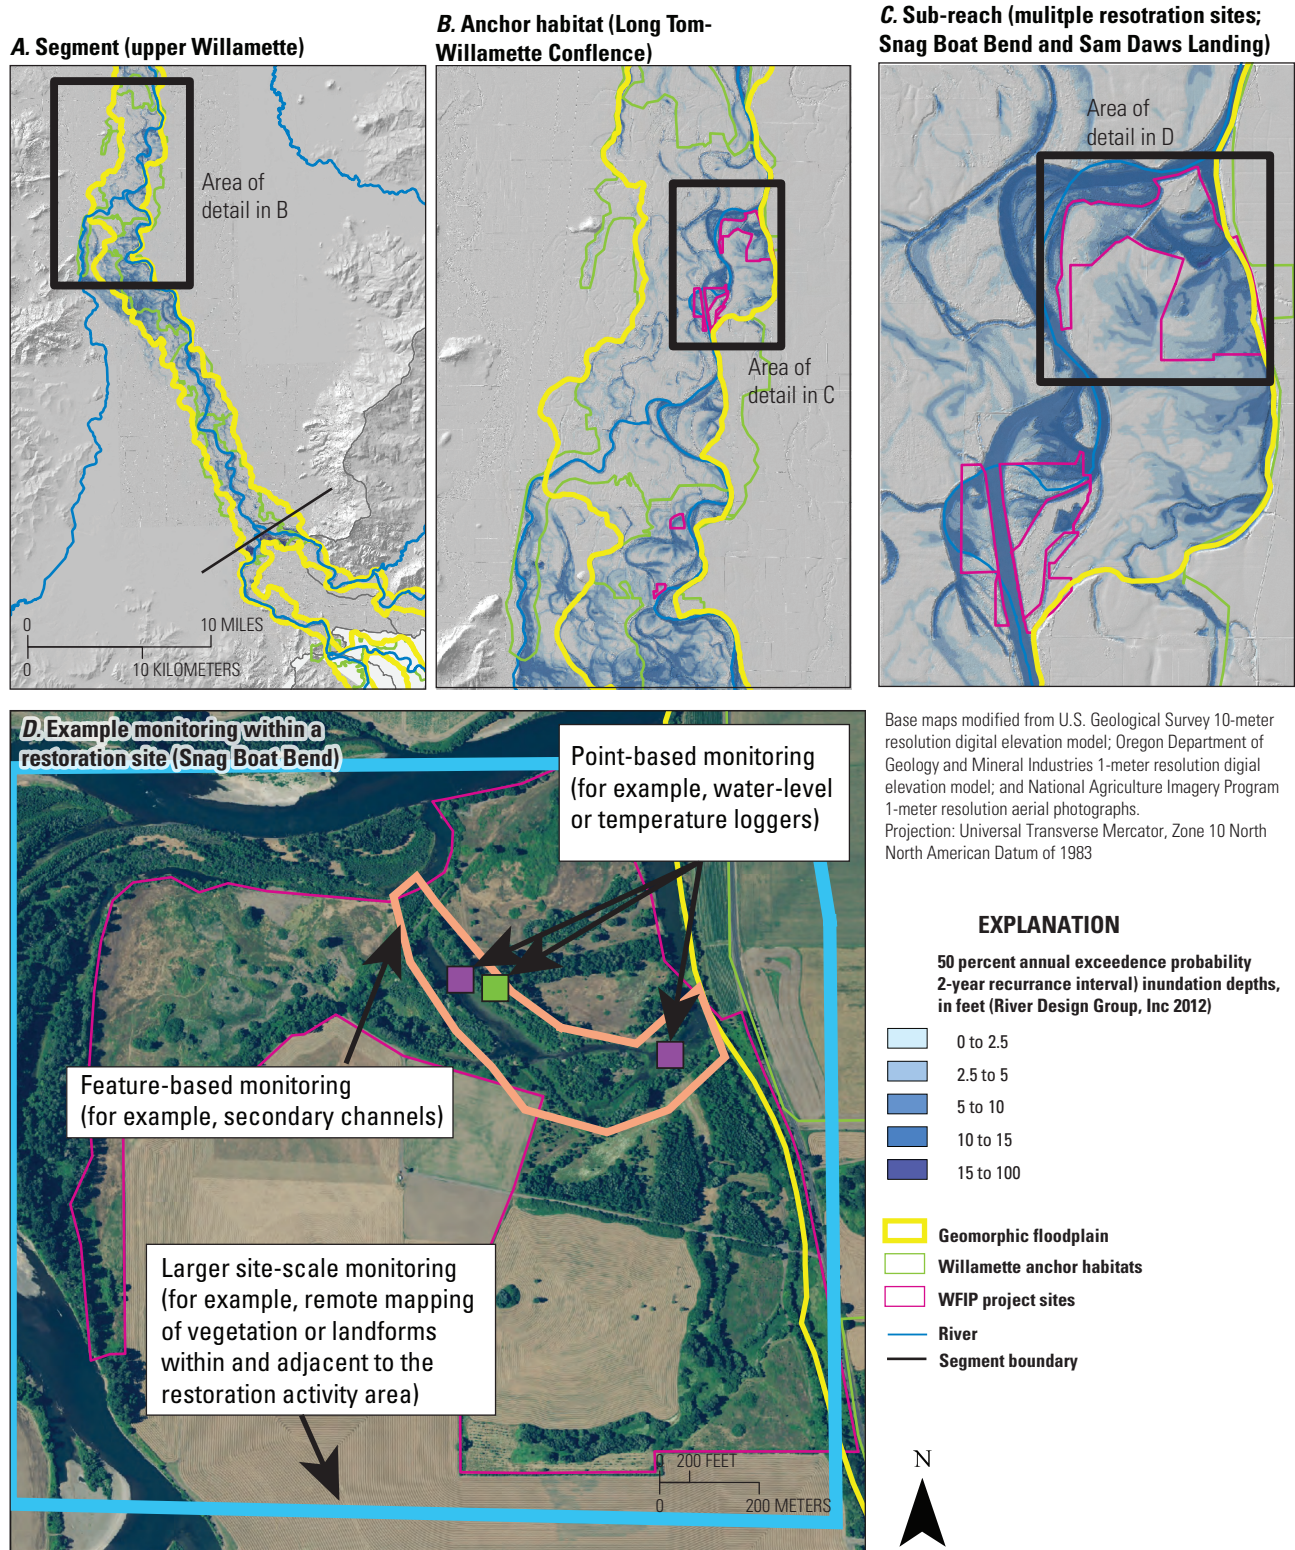 A. Segment (upper Willamette)
Area of
detail in B
0
10 MILES
0
10 KILOMETERS
B. Anchor habitat (Long Tom-
Willamette Conflence)
Area of
detail in C
C. Sub-reach (mulitple resotration sites;
Snag Boat Bend and Sam Daws Landing)
Area of
detail in D
D. Example monitoring within a
restoration site (Snag Boat Bend)
Point-based monitoring
(for example, water-level
or temperature loggers)
Feature-based monitoring
(for example, secondary channels)
Larger site-scale monitoring
(for example, remote mapping
of vegetation or landforms
within and adjacent to the
restoration activity area)
200 FEET
0
200 METERS
Base maps modified from U.S. Geological Survey 10-meter
resolution digital elevation model; Oregon Department of
Geology and Mineral Industries 1-meter resolution digial
elevation model; and National Agriculture Imagery Program
1-meter resolution aerial photographs.
Projection: Universal Transverse Mercator, Zone 10 North
North American Datum of 1983
EXPLANATION
50 percent annual exceedence probability
2-year recurrance interval) inundation depths,
in feet (River Design Group, Inc 2012)
0 to 2.5
2.5 to 5
5 to 10
10 to 15
15 to 100
Geomorphic floodplain
Willamette anchor habitats
WFIP project sites
River
Segment boundary
N